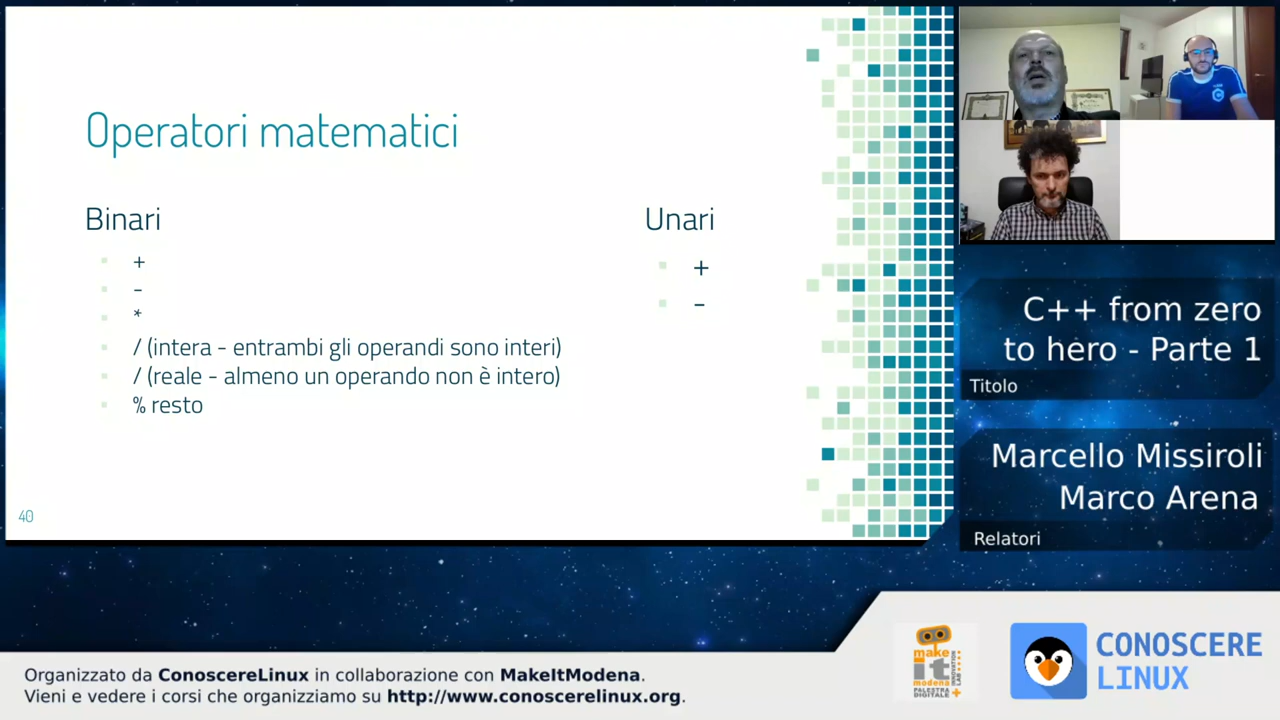 Operatori matematici
Binari
+
-
*
/ (intera - entrambi gli operandi sono interi)
/ (reale - almeno un operando non è intero)
% resto
Unari
+
-
40
C++ from zero
to hero - Parte 1
Titolo
Marcello Missiroli
Marco Arena
Relatori
Organizzato da ConoscereLinux in collaborazione con MakeItModena.
Vieni e vedere i corsi che organizziamo su http://www.conoscerelinux.org.
make
it
modena
PALESTRA
DIGITALE
INNOVATION
LAB
CONOSCERE
LINUX